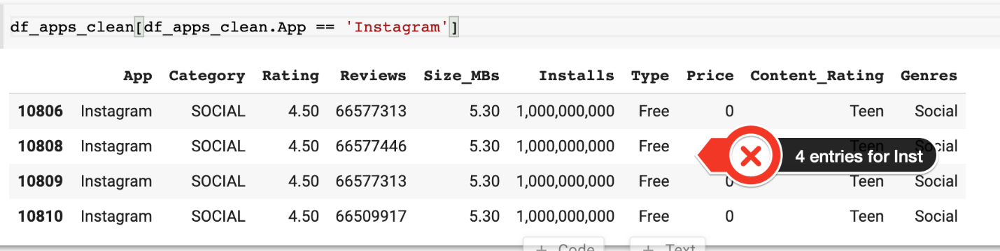 df_apps_clean[df_apps_clean.App == 'Instagram']
App Category Rating Reviews Size_MBs Installs Type Price Content_Rating Genres
10806 Instagram SOCIAL 4.50 66577313 5.30 1,000,000,000 Free 0 Teen Social
10808 Instagram SOCIAL 4.50 66577446 5.30 1,000,000,000 Free Teen Social
4 entries for Inst
10809 Instagram SOCIAL 4.50 66577313 5.30 1,000,000,000 Free 0 Teen Social
10810 Instagram SOCIAL 4.50 66509917 5.30 1,000,000,000 Free 0 Teen Social
+ Code + Text